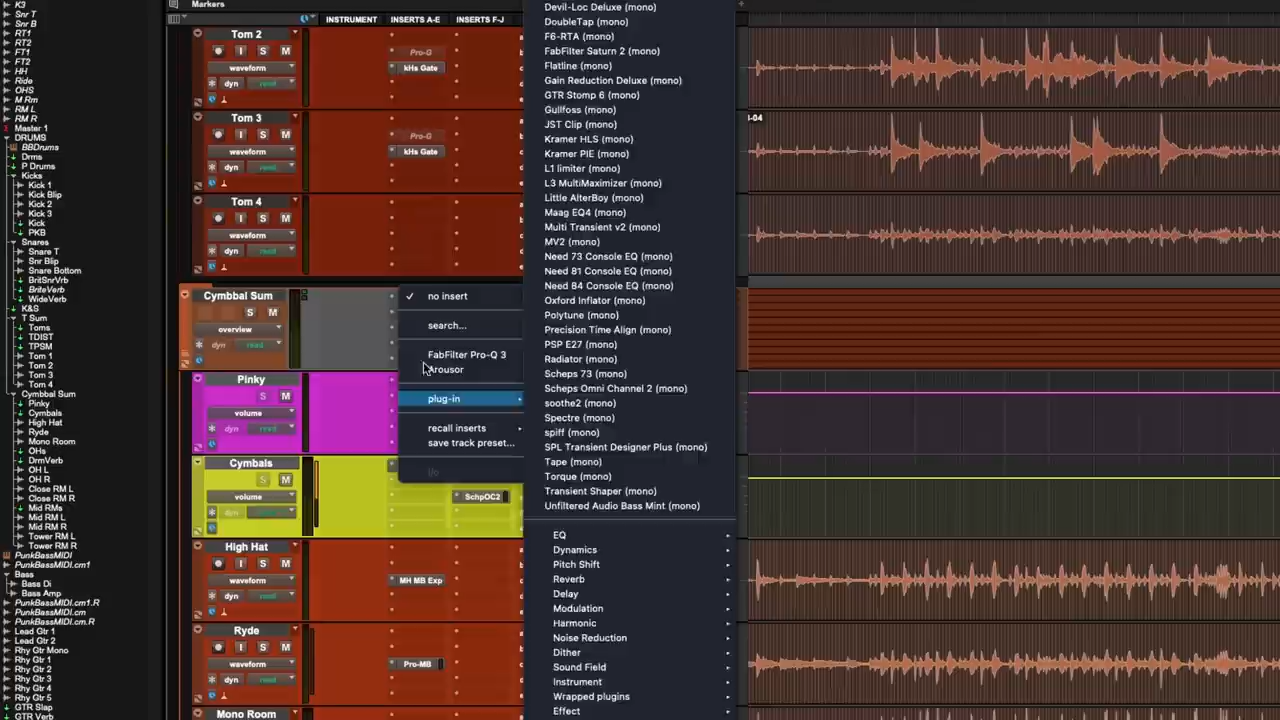 K3
Snr B
RT1
RT2
FT1
FT2
HH
Ride
OHS
M Rm
RM L
RM R
Master 1
DRUMS
BBDrums
Drms
P Drums
Kicks
Kick 1
Kick Blip
Kick 2
Kick 3
Kick
PKB
Snares
Snare T
Snr Blip
Snare Bottom
BritSnrVrb
BriteVerb
WideVerb
K&S
T Sum
Toms
TDIST
TPSM
Tom 1
Tom 2
Tom 3
Tom 4
Cymbbal Sum
Pinky
Cymbals
High Hat
Ryde
Mono Room
OHs
DrmVerb
OH L
OH R
Close RM L
Close RM R
Mid RMs
Mid RM L
Mid RM R
Tower RM L
Tower RM R
PunkBassMIDI
PunkBassMIDI.cm1
Bass
Bass Di
Bass Amp
PunkBassMIDI.cm1.R
PunkBassMIDI.cm
PunkBassMIDI.cm.R
Lead Gtr 1
Lead Gtr 2
Rhy Gtr Mono
Rhy Gtr 1
Rhy Gtr 2
Rhy Gtr 3
Rhy Gtr 4
Rhy Gtr 5
GTR Slap
GTR Verb
Markers
INSTRUMENT INSERTS A-E INSERTS F-J
Tom 2
I S M
Pro-G
waveform kHs Gate
dyn read
Tom 3
I S M
Pro-G
waveform kHs Gate
dyn read
Tom 4
I S M
waveform
dyn read
Cymbbal Sum
S M
overview
dyn read
Pinky
S M
volume
dyn read
Cymbals
S M
volume SchpOC2
dyn read
High Hat
I S M
waveform MH MB Exp
dyn read
Ryde
I S M
waveform Pro-MB
dyn read
Mono Room
no insert
search...
FabFilter Pro-Q 3
Arousor
plug-in
recall inserts
save track preset...
i/o
Devil-Loc Deluxe (mono)
DoubleTap (mono)
F6-RTA (mono)
FabFilter Saturn 2 (mono)
Flatline (mono)
Gain Reduction Deluxe (mono)
GTR Stomp 6 (mono)
Gullfoss (mono)
JST Clip (mono)
Kramer HLS (mono)
Kramer PIE (mono)
L1 limiter (mono)
L3 MultiMaximizer (mono)
Little AlterBoy (mono)
Maag EQ4 (mono)
Multi Transient v2 (mono)
MV2 (mono)
Need 73 Console EQ (mono)
Need 81 Console EQ (mono)
Need 84 Console EQ (mono)
Oxford Inflator (mono)
Polytune (mono)
Precision Time Align (mono)
PSP E27 (mono)
Radiator (mono)
Scheps 73 (mono)
Scheps Omni Channel 2 (mono)
soothe2 (mono)
Spectre (mono)
spiff (mono)
SPL Transient Designer Plus (mono)
Tape (mono)
Torque (mono)
Transient Shaper (mono)
Unfiltered Audio Bass Mint (mono)
EQ
Dynamics
Pitch Shift
Reverb
Delay
Modulation
Harmonic
Noise Reduction
Dither
Sound Field
Instrument
Wrapped plugins
Effect
-04